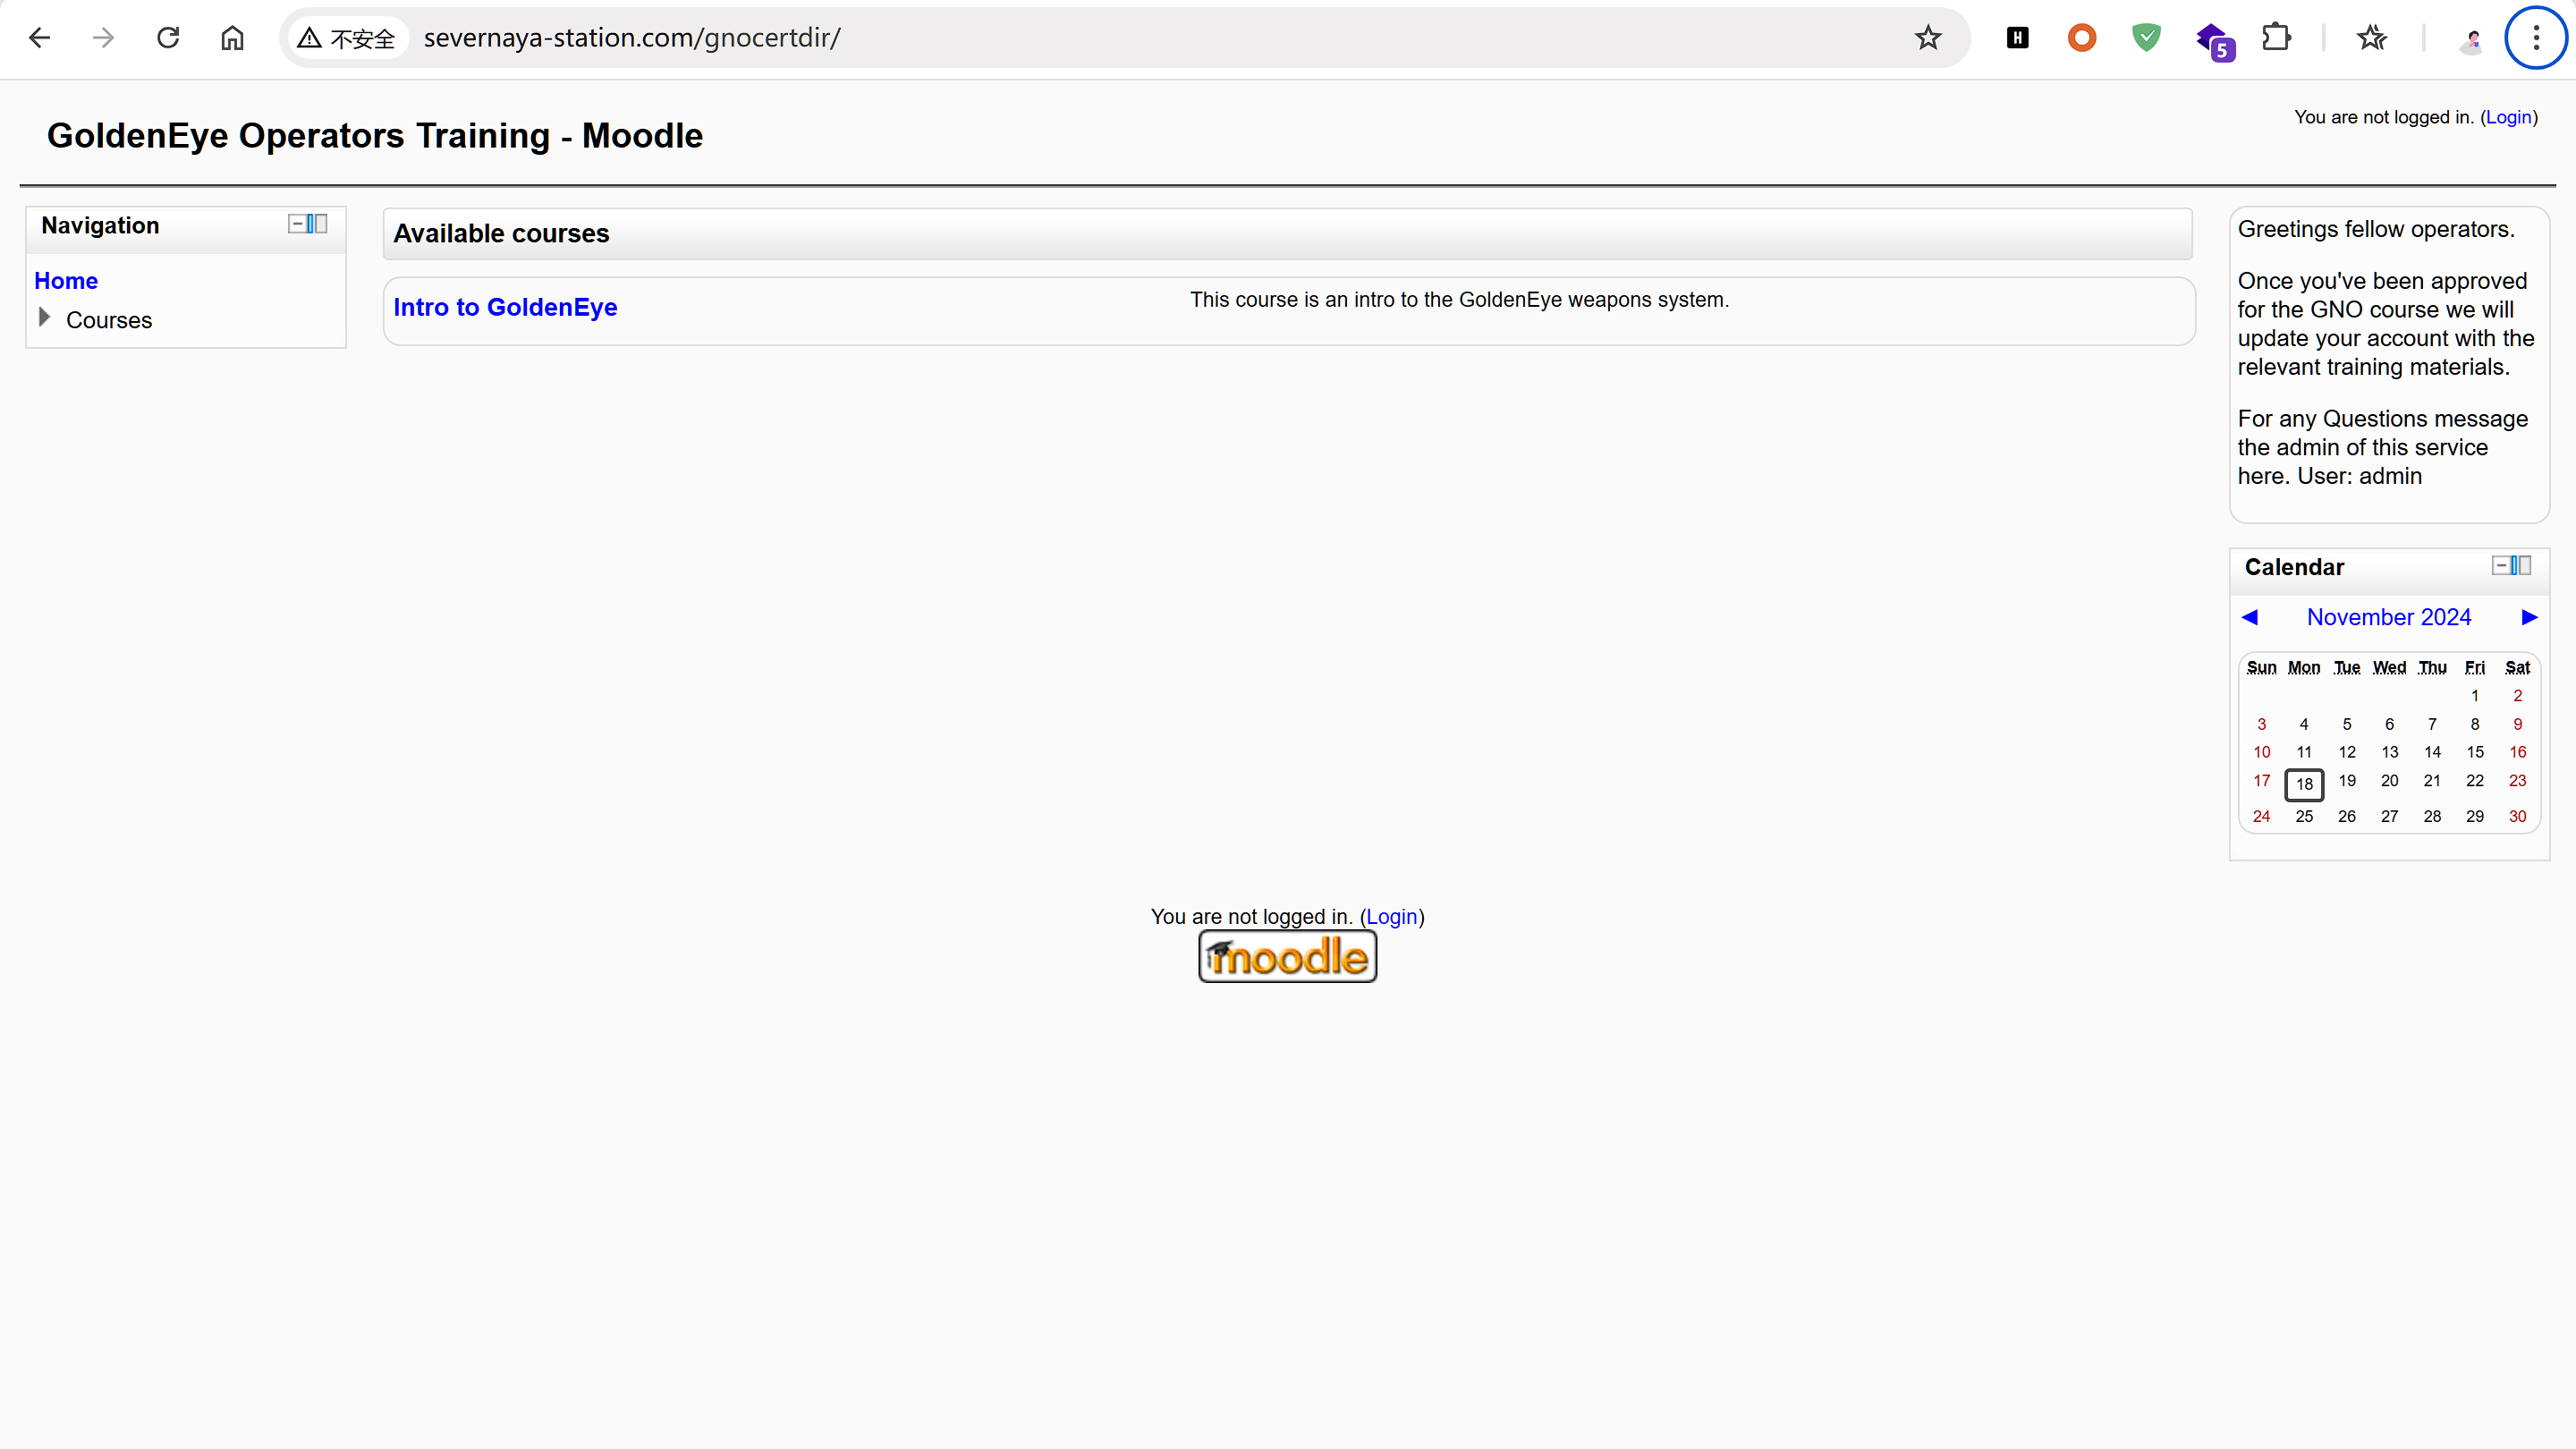 不安全 severnaya-station.com/gnocertdir/
H
5
GoldenEye Operators Training - Moodle
You are not logged in. (Login)
Navigation
Home
Courses
Available courses
Intro to GoldenEye
This course is an intro to the GoldenEye weapons system.
Greetings fellow operators.
Once you've been approved
for the GNO course we will
update your account with the
relevant training materials.
For any Questions message
the admin of this service
here. User: admin
Calendar
◄ November 2024 ►
Sun Mon Tue Wed Thu Fri Sat
1 2
3 4 5 6 7 8 9
10 11 12 13 14 15 16
17 18 19 20 21 22 23
24 25 26 27 28 29 30
You are not logged in. (Login)
moodle